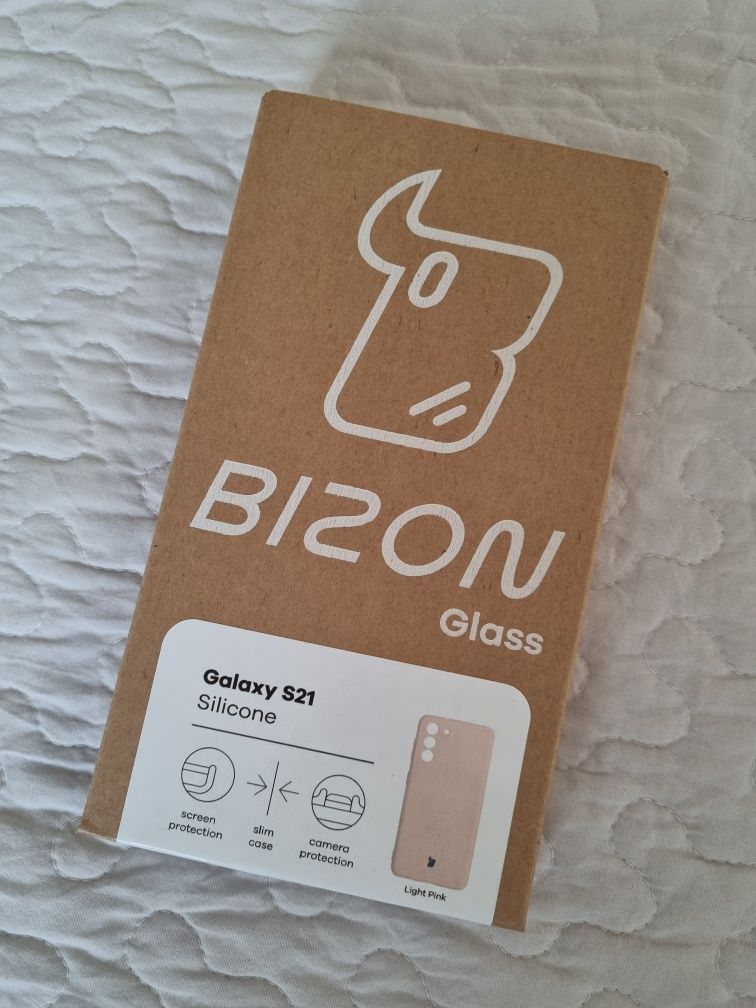 BIZON
Glass
Galaxy S21
Silicone
screen
protection
slim
case
camera
protection
Light Pink